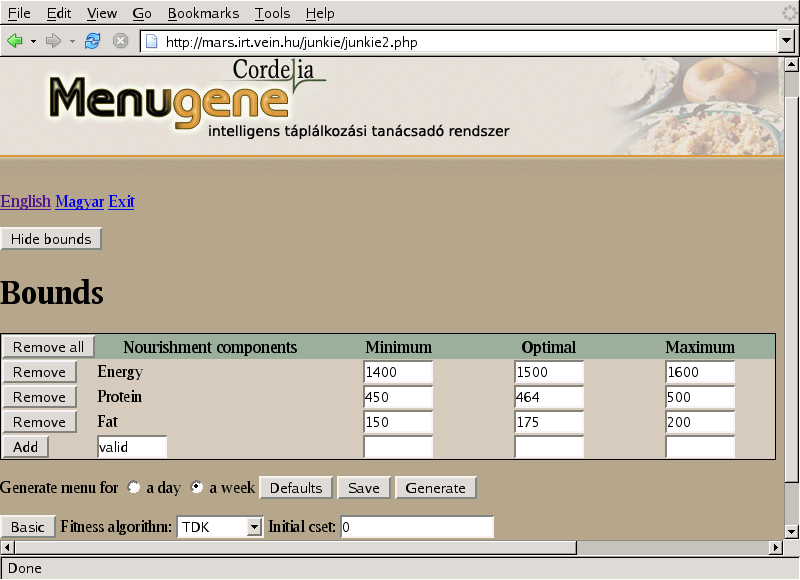 File Edit View Go Bookmarks Tools Help
http://mars.irt.vein.hu/junkie/junkie2.php
Cordelia
Menugene
intelligens táplálkozási tanácsadó rendszer
English Magyar Exit
Hide bounds
Bounds
Remove all Nourishment components Minimum Optimal Maximum
Remove Energy 1400 1500 1600
Remove Protein 450 464 500
Remove Fat 150 175 200
Add valid
Generate menu for a day a week Defaults Save Generate
Basic Fitness algorithm: TDK Initial cset: 0
Done